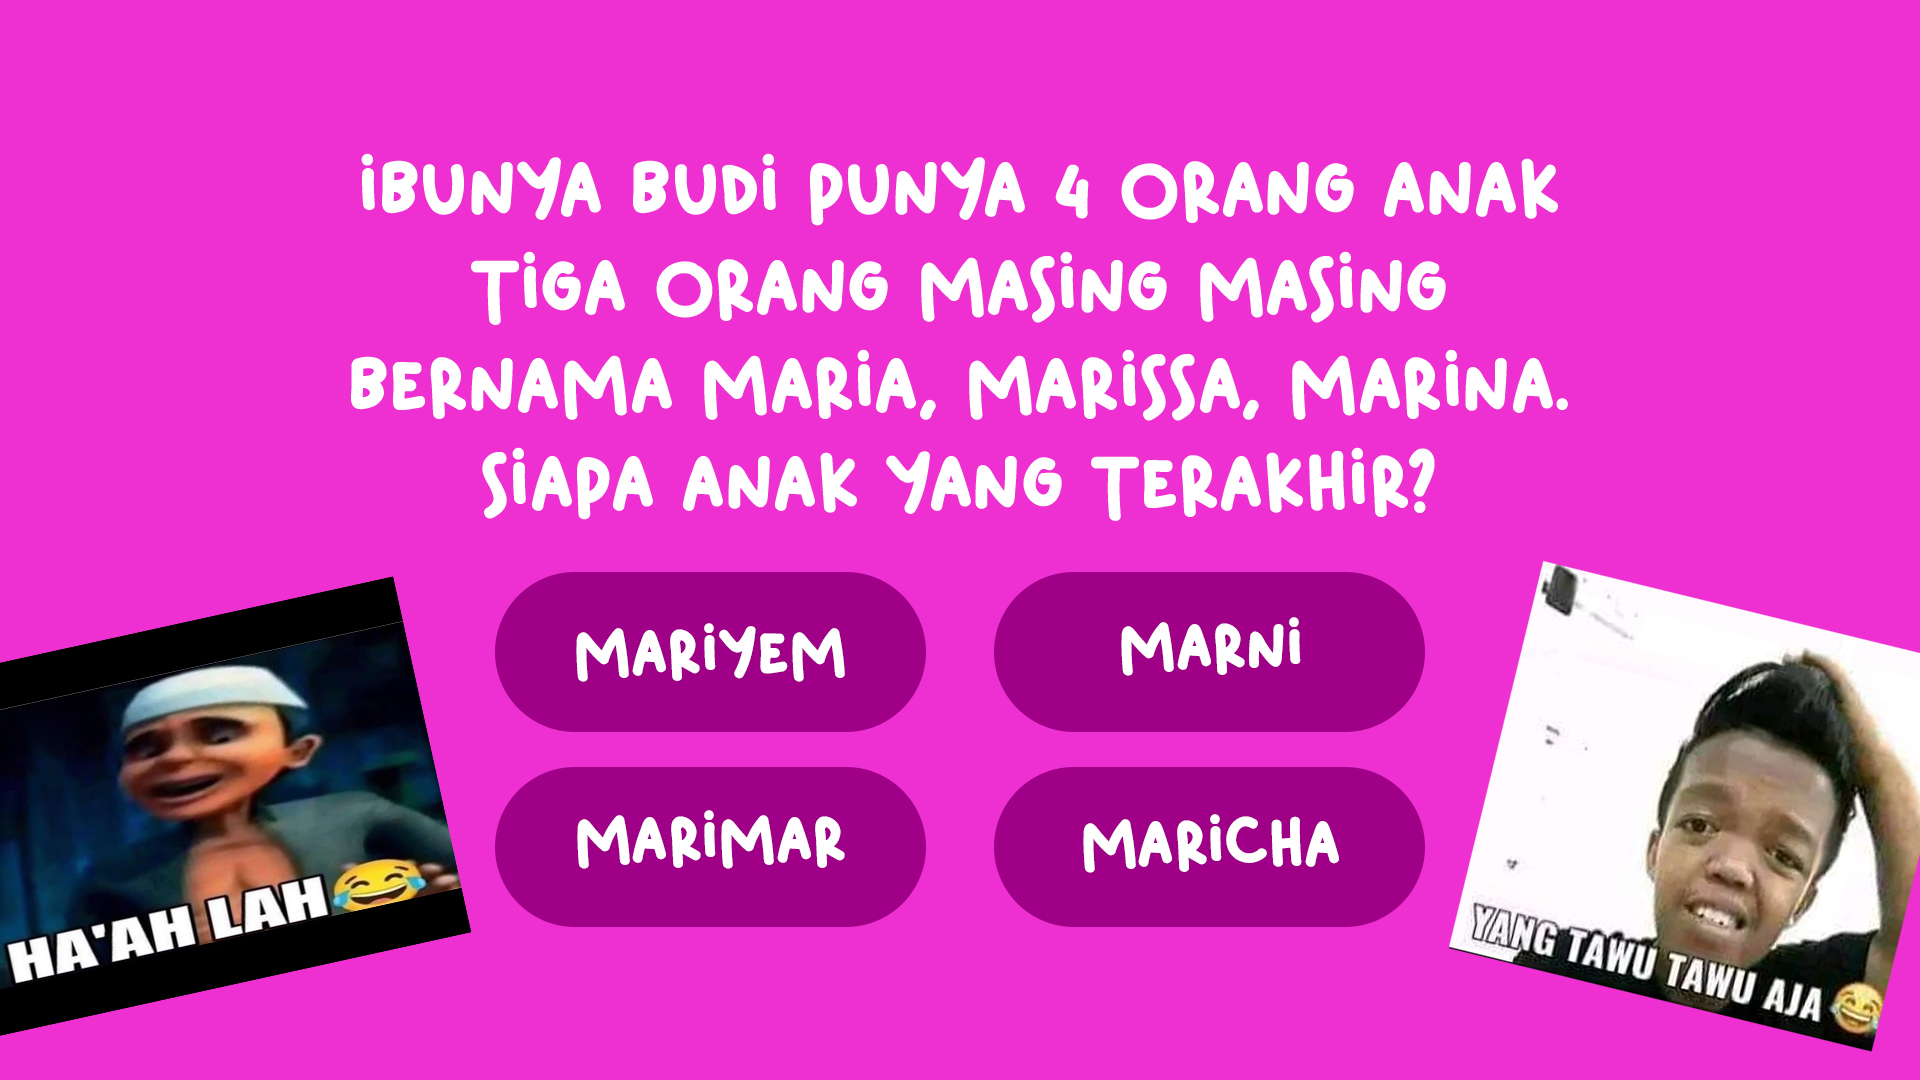 IBUNYA BUDI PUNYA 4 ORANG ANAK
TIGA ORANG MASING MASING
BERNAMA MARIA, MARISSA, MARINA.
SIAPA ANAK YANG TERAKHIR?
MARIYEM
MARNI
MARIMAR
MARICHA
HA'AH LAH
YANG TAWU TAWU AJA